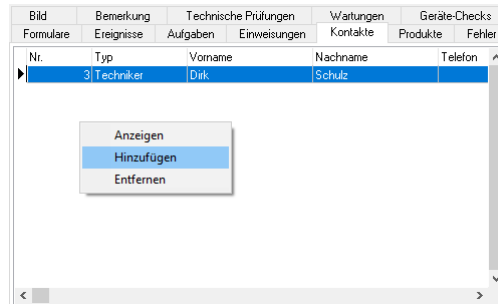 Bild Bemerkung Technische Prüfungen Wartungen Geräte-Checks
Formulare Ereignisse Aufgaben Einweisungen Kontakte Produkte Fehler
Nr. Typ Vorname Nachname Telefon
3 Techniker Dirk Schulz
Anzeigen
Hinzufügen
Entfernen